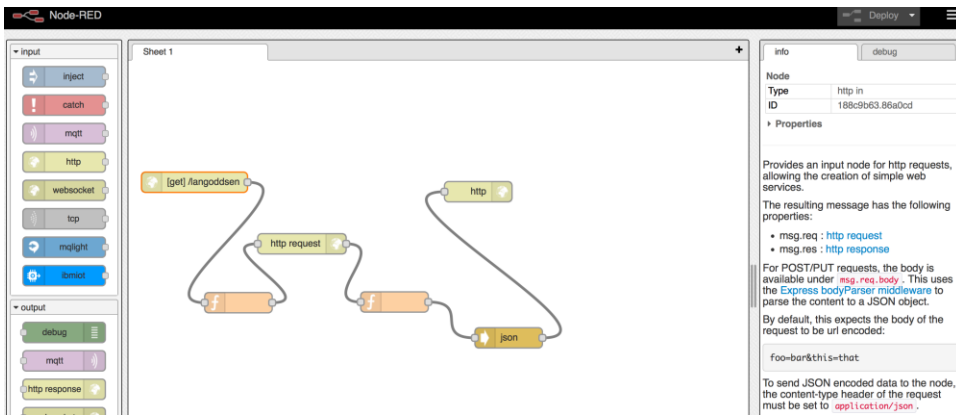 Node-RED
Deploy
input
inject
catch
mqtt
http
websocket
tcp
mqlight
ibmiot
output
debug
mqtt
http response
Sheet 1
+
[get] /langoddsen
http request
f
f
json
http
info
debug
Node
Type http in
ID 188c9b63.86a0cd
Properties
Provides an input node for http requests,
allowing the creation of simple web
services.
The resulting message has the following
properties:
• msg.req : http request
• msg.res : http response
For POST/PUT requests, the body is
available under msg.req.body . This uses
the Express bodyParser middleware to
parse the content to a JSON object.
By default, this expects the body of the
request to be url encoded:
foo=bar&this=that
To send JSON encoded data to the node,
the content-type header of the request
must be set to application/json .